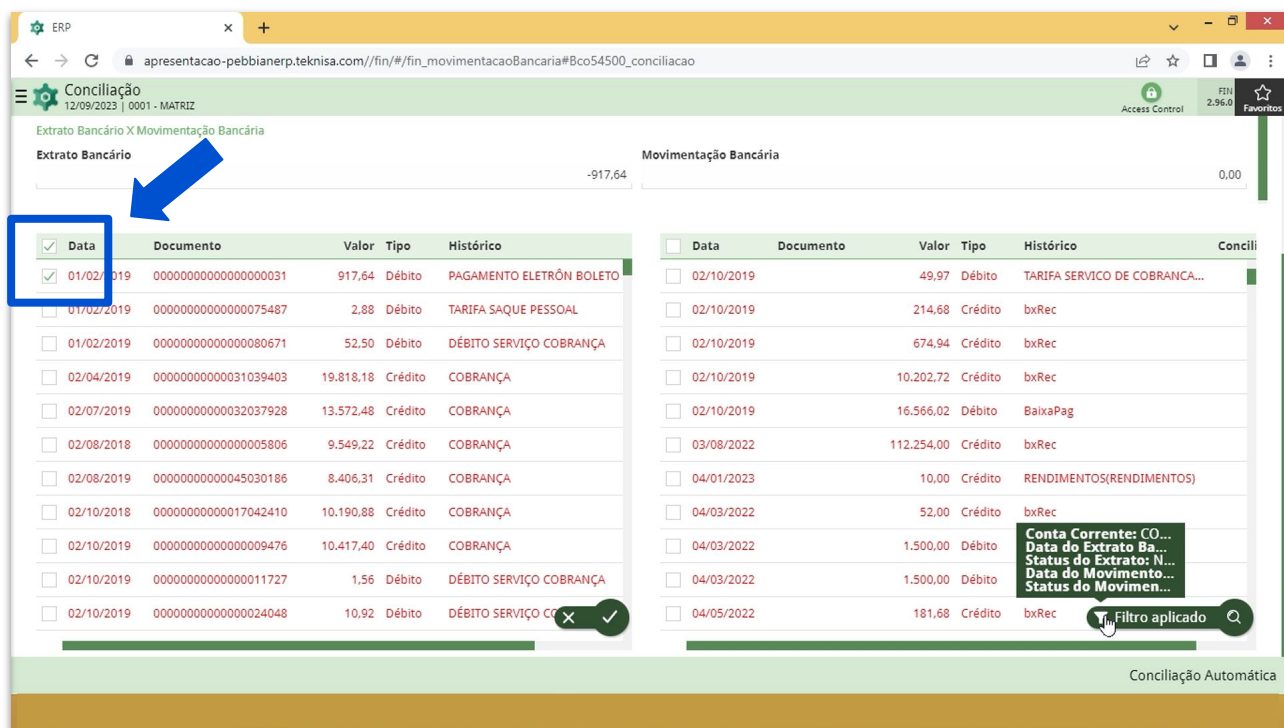 ERP
apresentacao-pebbianerp.teknisa.com//fin/#/fin_movimentacaoBancaria#Bco54500_conciliacao
Conciliação
12/09/2023 | 0001 - MATRIZ
Access Control
FIN
2.96.0
Favoritos
Extrato Bancário X Movimentação Bancária
Extrato Bancário
-917,64
Movimentação Bancária
0,00
Data Documento Valor Tipo Histórico
01/02/2019 00000000000000000031 917,64 Débito PAGAMENTO ELETRÔN BOLETO
01/02/2019 00000000000000075487 2,88 Débito TARIFA SAQUE PESSOAL
01/02/2019 00000000000000080671 52,50 Débito DÉBITO SERVIÇO COBRANÇA
02/04/2019 00000000000031039403 19.818,18 Crédito COBRANÇA
02/07/2019 00000000000032037928 13.572,48 Crédito COBRANÇA
02/08/2018 00000000000000005806 9.549,22 Crédito COBRANÇA
02/08/2019 00000000000045030186 8.406,31 Crédito COBRANÇA
02/10/2018 00000000000017042410 10.190,88 Crédito COBRANÇA
02/10/2019 00000000000000009476 10.417,40 Crédito COBRANÇA
02/10/2019 00000000000000011727 1,56 Débito DÉBITO SERVIÇO COBRANÇA
02/10/2019 00000000000000024048 10,92 Débito DÉBITO SERVIÇO
Data Documento Valor Tipo Histórico Concili
02/10/2019 49,97 Débito TARIFA SERVICO DE COBRANCA...
02/10/2019 214,68 Crédito bxRec
02/10/2019 674,94 Crédito bxRec
02/10/2019 10.202,72 Crédito bxRec
02/10/2019 16.566,02 Débito BaixaPag
03/08/2022 112.254,00 Crédito bxRec
04/01/2023 10,00 Crédito RENDIMENTOS(RENDIMENTOS)
04/03/2022 52,00 Crédito bxRec
04/03/2022 1.500,00 Débito
04/03/2022 1.500,00 Débito
04/05/2022 181,68 Crédito bxRec
Conta Corrente: CO...
Data do Extrato Ba...
Status do Extrato: N...
Data do Movimento...
Status do Movimen...
Filtro aplicado
Conciliação Automática